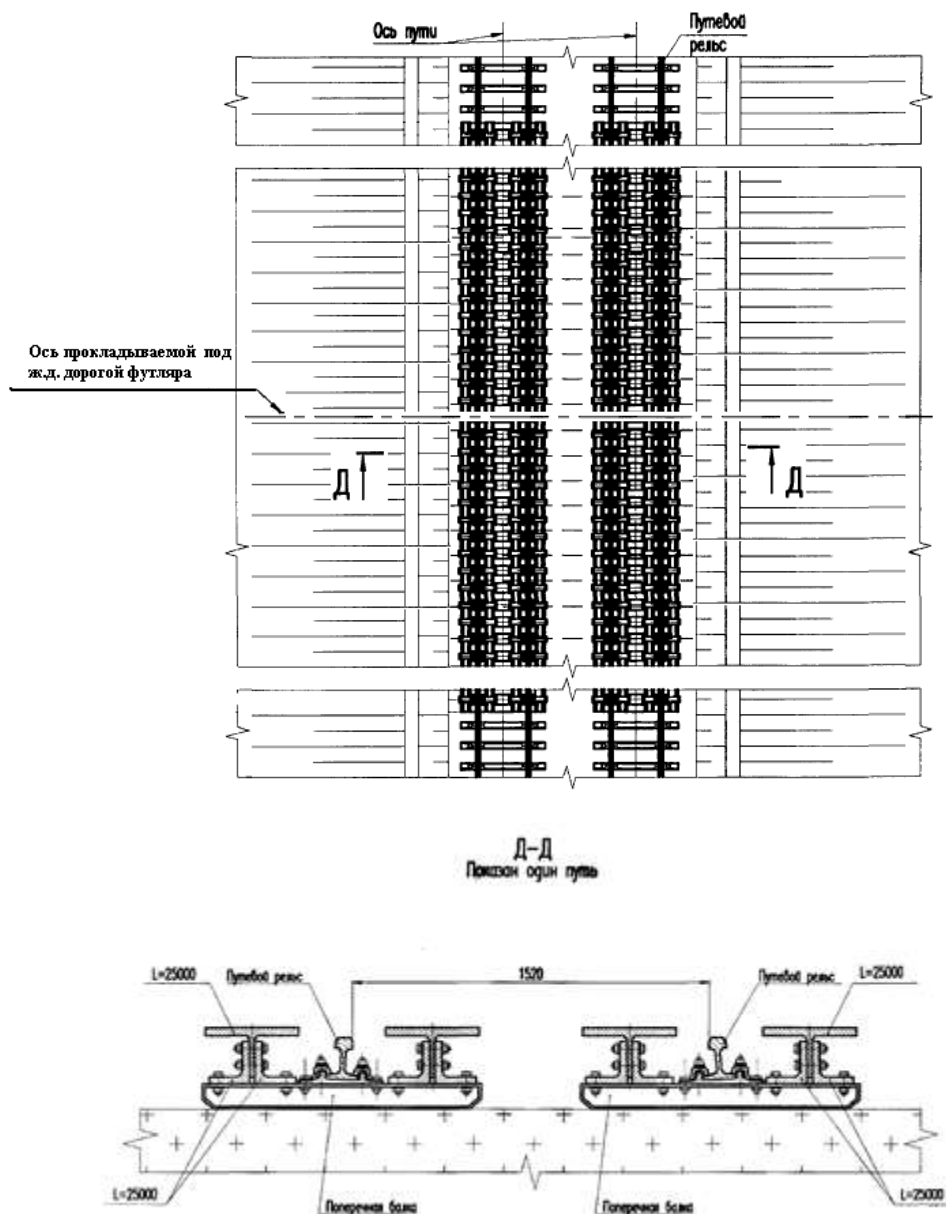 Ось пути
Путевой
рельс
Ось прокладываемой под
ж.д. дорогой футляра
Д
Д
Д-Д
Показан один путь
L=25000
Путевой рельс
1520
Путевой рельс
L=25000
L=25000
Поперечная балка
Поперечная балка
L=25000